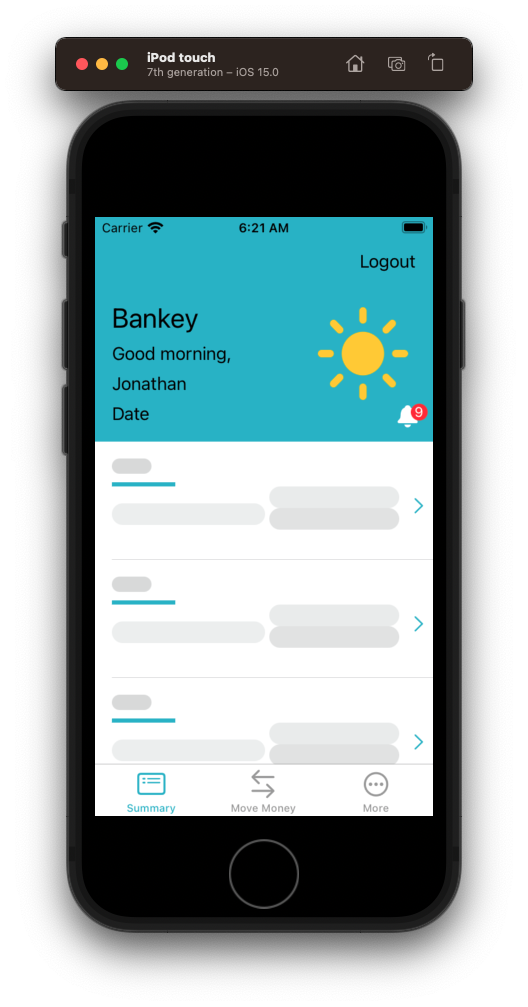 iPod touch
7th generation – iOS 15.0
Carrier 6:21 AM
Logout
Bankey
Good morning,
Jonathan
Date
9
Summary Move Money More